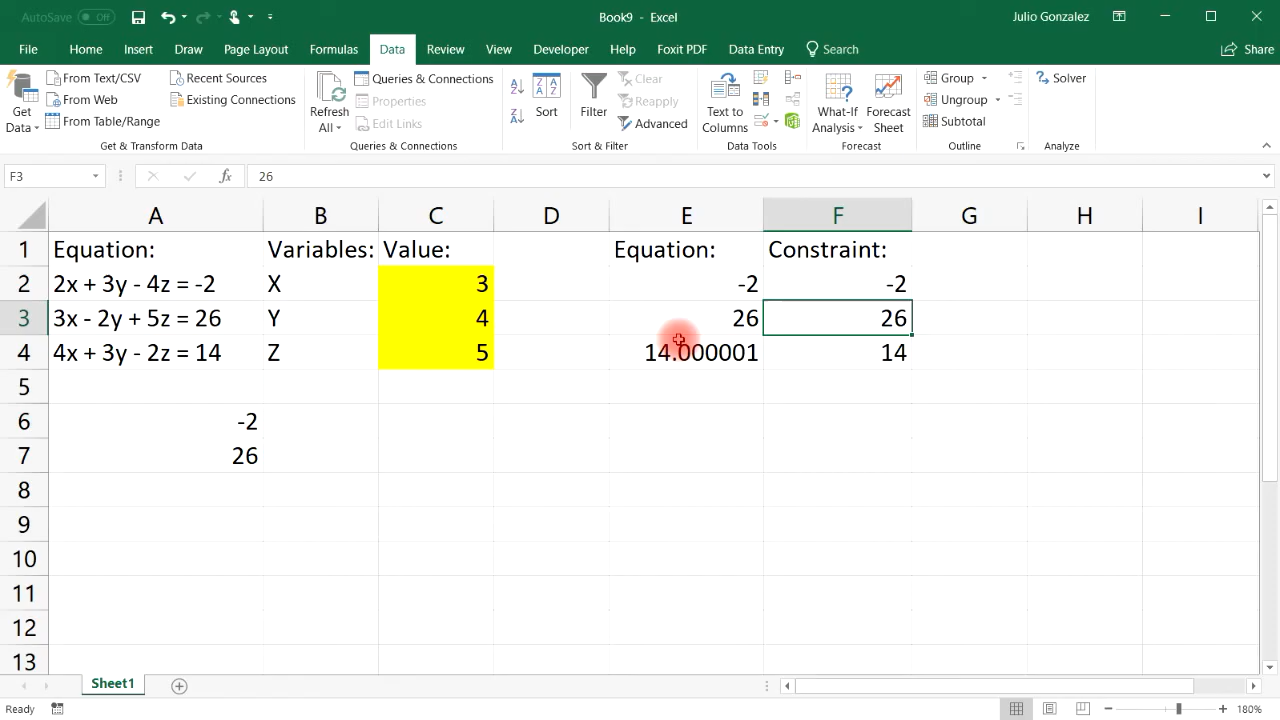 AutoSave Off
Book9 - Excel
Julio Gonzalez
File Home Insert Draw Page Layout Formulas Data Review View Developer Help Foxit PDF Data Entry Search Share
Get Data
From Text/CSV
From Web
From Table/Range
Recent Sources
Existing Connections
Get & Transform Data
Refresh All
Queries & Connections
Properties
Edit Links
Queries & Connections
Sort
Filter
Clear
Reapply
Advanced
Sort & Filter
Text to Columns
Data Tools
What-If Analysis
Forecast Sheet
Forecast
Group
Ungroup
Subtotal
Outline
Solver
Analyze
F3 fx 26
A B C D E F G H I
1 Equation: Variables: Value: Equation: Constraint:
2 2x + 3y - 4z = -2 X 3 -2 -2
3 3x - 2y + 5z = 26 Y 4 26 26
4 4x + 3y - 2z = 14 Z 5 14.000001 14
5
6 -2
7 26
8
9
10
11
12
13
Sheet1
Ready
180%